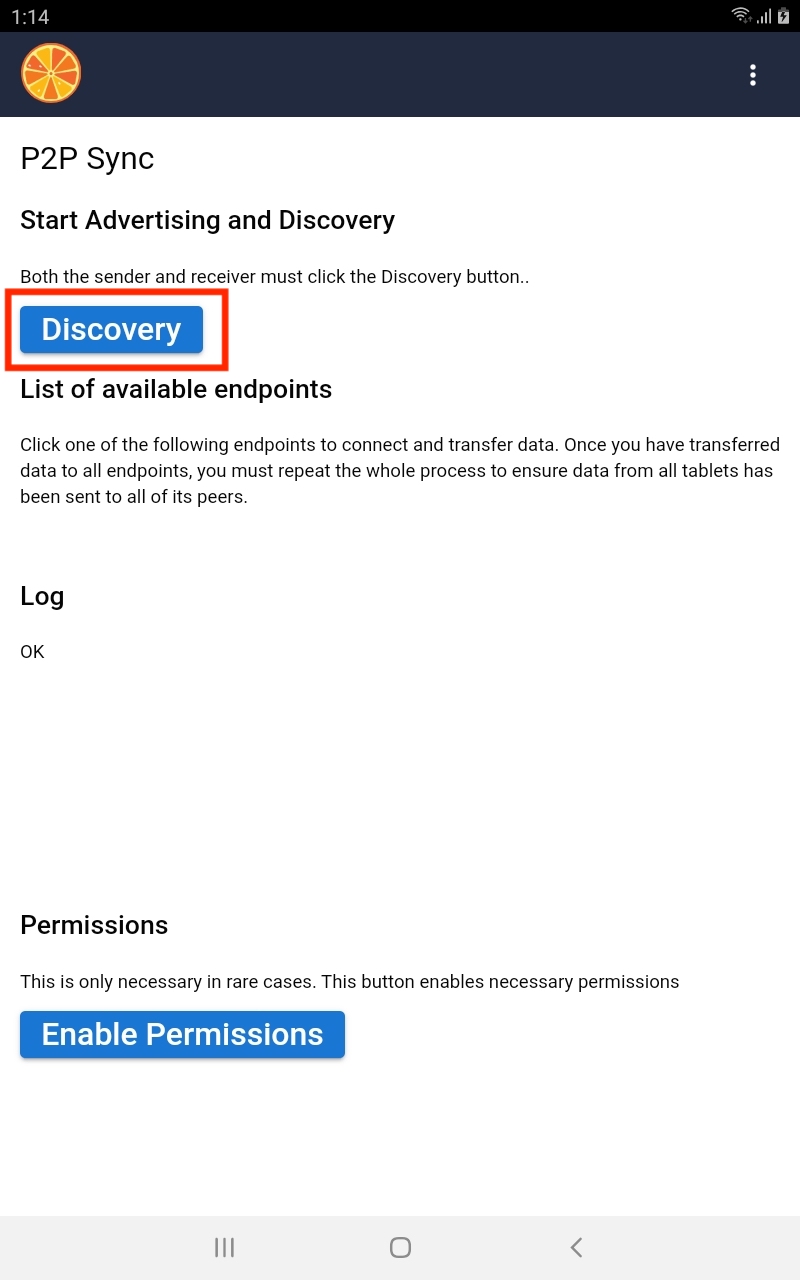 1:14
P2P Sync
Start Advertising and Discovery
Both the sender and receiver must click the Discovery button..
Discovery
List of available endpoints
Click one of the following endpoints to connect and transfer data. Once you have transferred
data to all endpoints, you must repeat the whole process to ensure data from all tablets has
been sent to all of its peers.
Log
OK
Permissions
This is only necessary in rare cases. This button enables necessary permissions
Enable Permissions